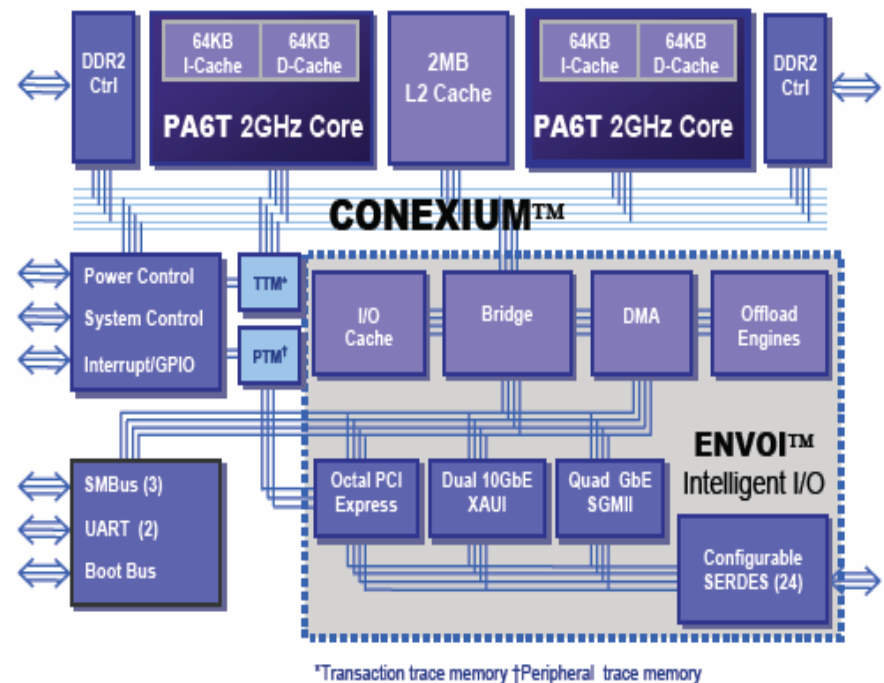 DDR2
Ctrl
64KB
I-Cache
64KB
D-Cache
PA6T 2GHz Core
2MB
L2 Cache
64KB
I-Cache
64KB
D-Cache
PA6T 2GHz Core
DDR2
Ctrl
CONEXIUM™
Power Control
System Control
Interrupt/GPIO
TTM*
PTM†
I/O
Cache
Bridge
DMA
Offload
Engines
ENVOI™
Intelligent I/O
SMBus (3)
UART (2)
Boot Bus
Octal PCI
Express
Dual 10GbE
XAUI
Quad GbE
SGMII
Configurable
SERDES (24)
*Transaction trace memory †Peripheral trace memory